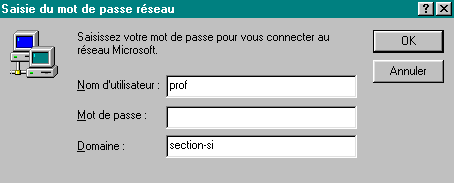 Saisie du mot de passe réseau
Saisissez votre mot de passe pour vous connecter au
réseau Microsoft.
OK
Annuler
Nom d'utilisateur : prof
Mot de passe :
Domaine : section-si